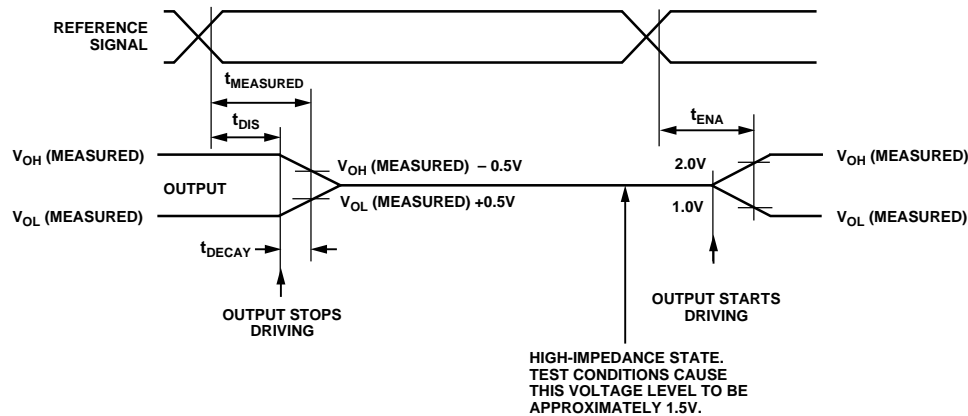 REFERENCE
SIGNAL
tMEASURED
tDIS
tENA
VOH (MEASURED)
VOH (MEASURED) – 0.5V
2.0V
VOH (MEASURED)
OUTPUT
VOL (MEASURED)
VOL (MEASURED) +0.5V
1.0V
VOL (MEASURED)
tDECAY
OUTPUT STOPS
DRIVING
OUTPUT STARTS
DRIVING
HIGH-IMPEDANCE STATE.
TEST CONDITIONS CAUSE
THIS VOLTAGE LEVEL TO BE
APPROXIMATELY 1.5V.